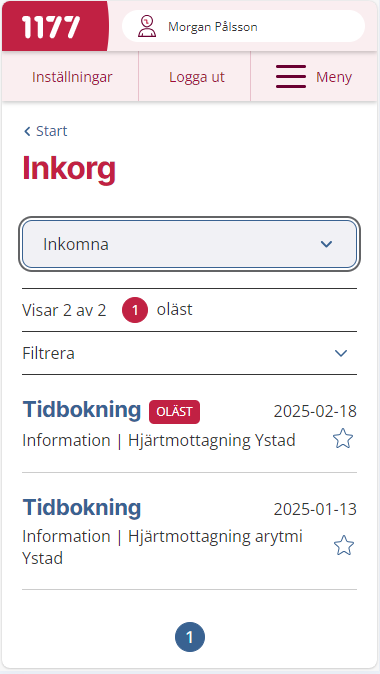 1177
Morgan Pålsson
Inställningar
Logga ut
Meny
Start
Inkorg
Inkomna
Visar 2 av 2 1 oläst
Filtrera
Tidbokning OLÄST 2025-02-18
Information | Hjärtmottagning Ystad
Tidbokning 2025-01-13
Information | Hjärtmottagning arytmi
Ystad
1